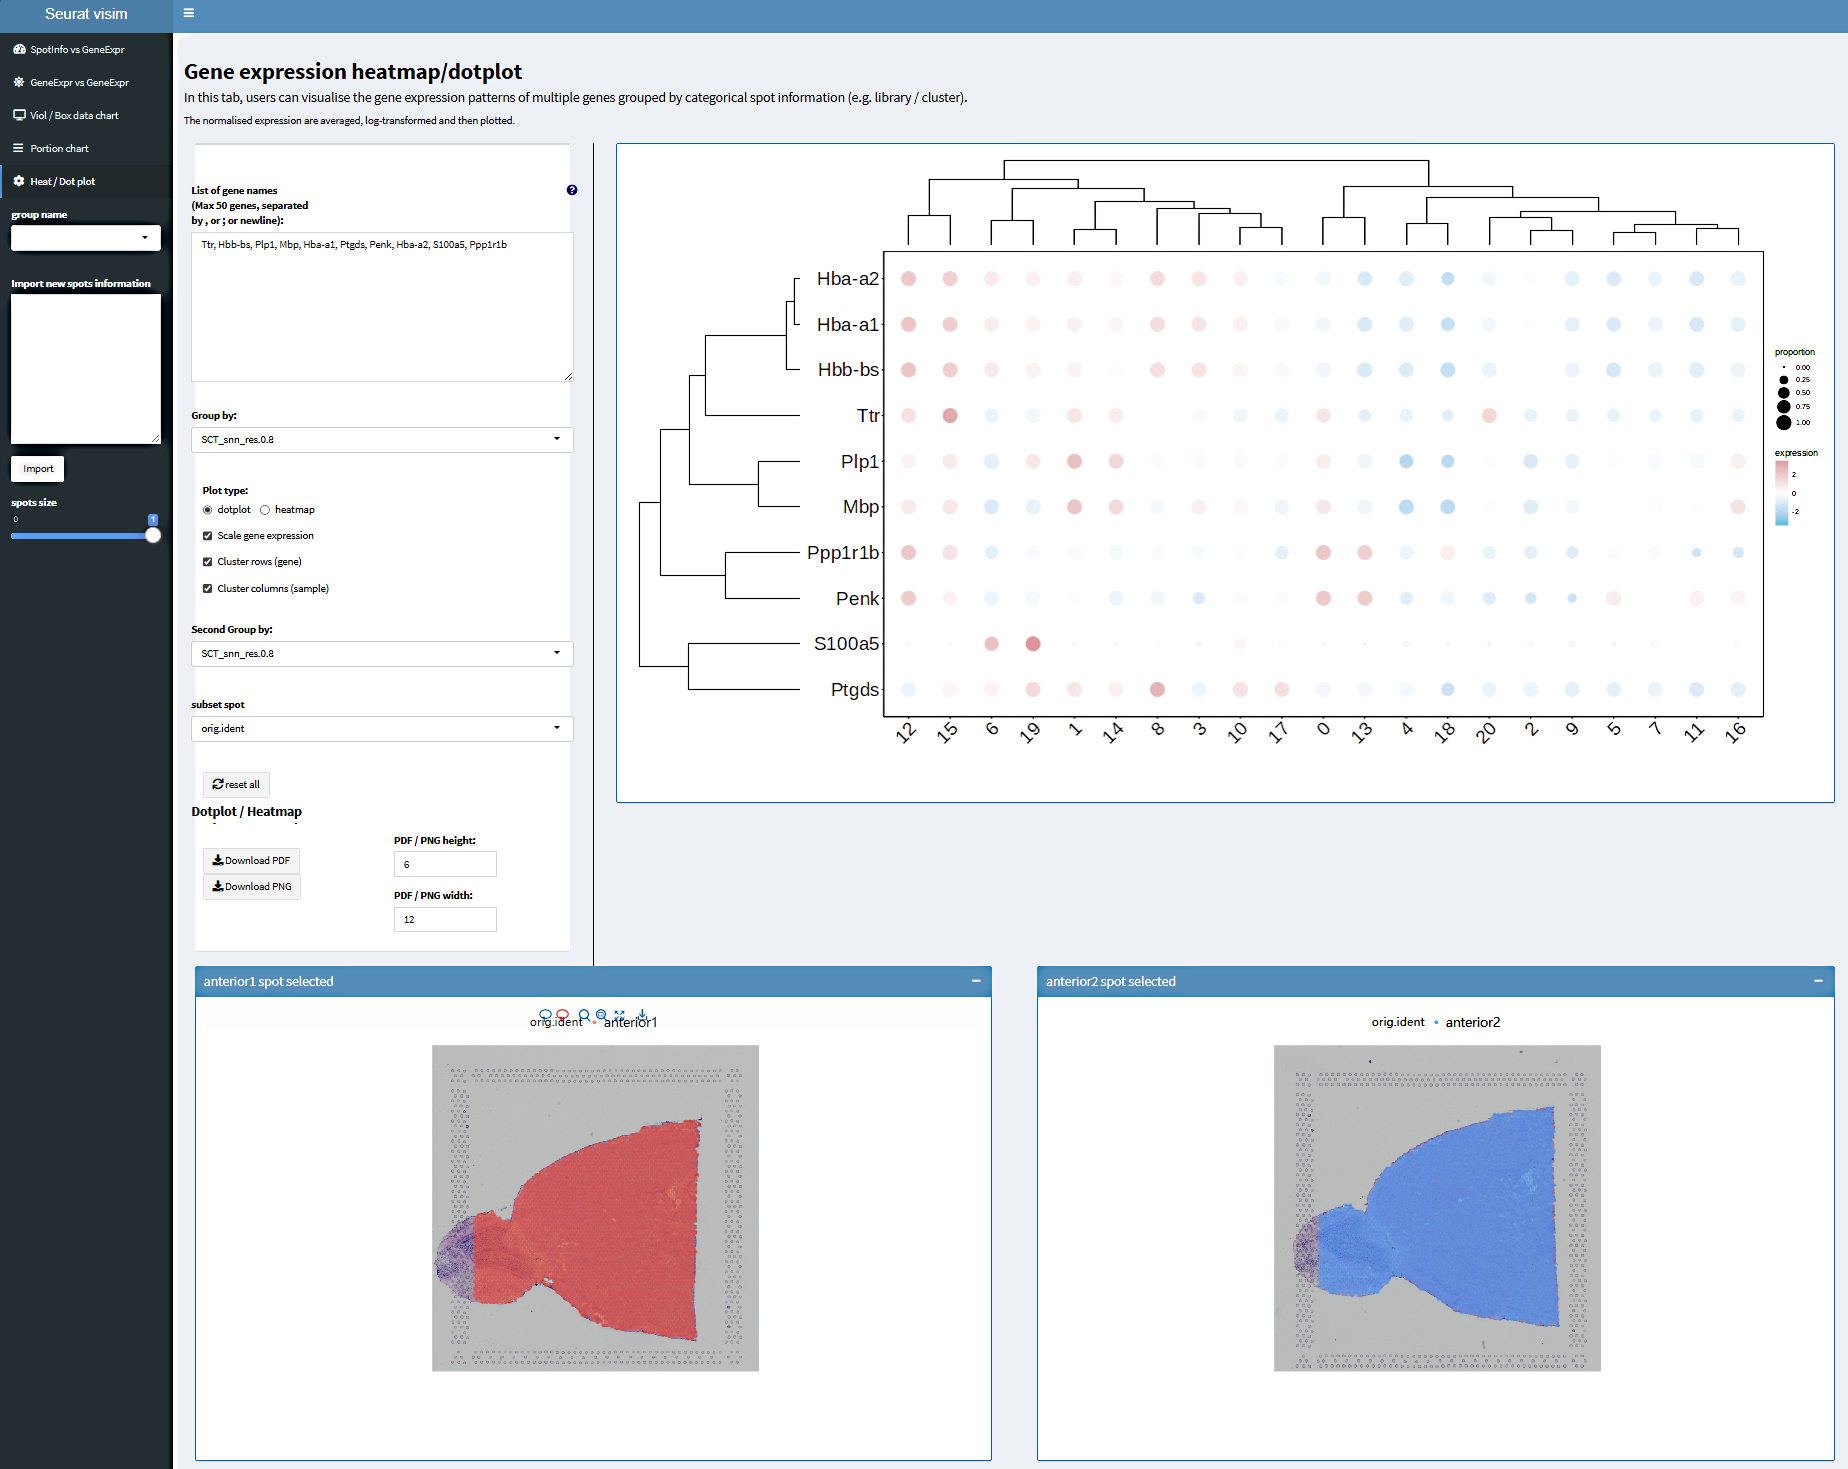 Seurat visim
SpotInfo vs GeneExpr
GeneExpr vs GeneExpr
Viol / Box data chart
Portion chart
Heat / Dot plot
group name
Import new spots information
Import
spots size
0
1
Gene expression heatmap/dotplot
In this tab, users can visualise the gene expression patterns of multiple genes grouped by categorical spot information (e.g. library / cluster).
The normalised expression are averaged, log-transformed and then plotted.
List of gene names
(Max 50 genes, separated
by , or ; or newline):
?
Ttr, Hbb-bs, Plp1, Mbp, Hba-a1, Ptgds, Penk, Hba-a2, S100a5, Ppp1r1b
Group by:
SCT_snn_res.0.8
Plot type:
dotplot heatmap
Scale gene expression
Cluster rows (gene)
Cluster columns (sample)
Second Group by:
SCT_snn_res.0.8
subset spot
orig.ident
reset all
Dotplot / Heatmap
Download PDF
Download PNG
PDF / PNG height:
6
PDF / PNG width:
12
Hba-a2
Hba-a1
Hbb-bs
Ttr
Plp1
Mbp
Ppp1r1b
Penk
S100a5
Ptgds
12 15 6 19 1 14 8 3 10 17 0 13 4 18 20 2 9 5 7 11 16
proportion
0.00
0.25
0.50
0.75
1.00
expression
2
0
-2
anterior1 spot selected
orig.ident anterior1
anterior2 spot selected
orig.ident anterior2